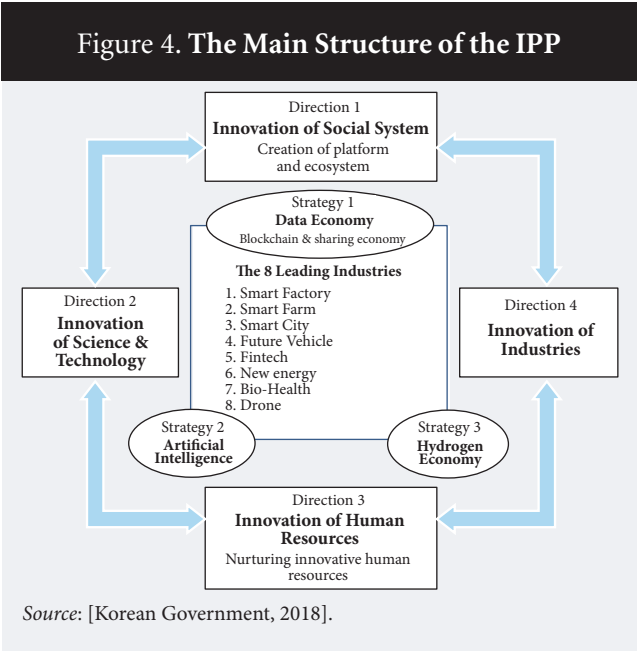 Figure 4. The Main Structure of the IPP
Direction 1
Innovation of Social System
Creation of platform
and ecosystem
Strategy 1
Data Economy
Blockchain & sharing economy
The 8 Leading Industries
1. Smart Factory
2. Smart Farm
3. Smart City
4. Future Vehicle
5. Fintech
6. New energy
7. Bio-Health
8. Drone
Direction 2
Innovation
of Science &
Technology
Direction 4
Innovation of
Industries
Strategy 2
Artificial
Intelligence
Strategy 3
Hydrogen
Economy
Direction 3
Innovation of Human
Resources
Nurturing innovative human
resources
Source: [Korean Government, 2018].